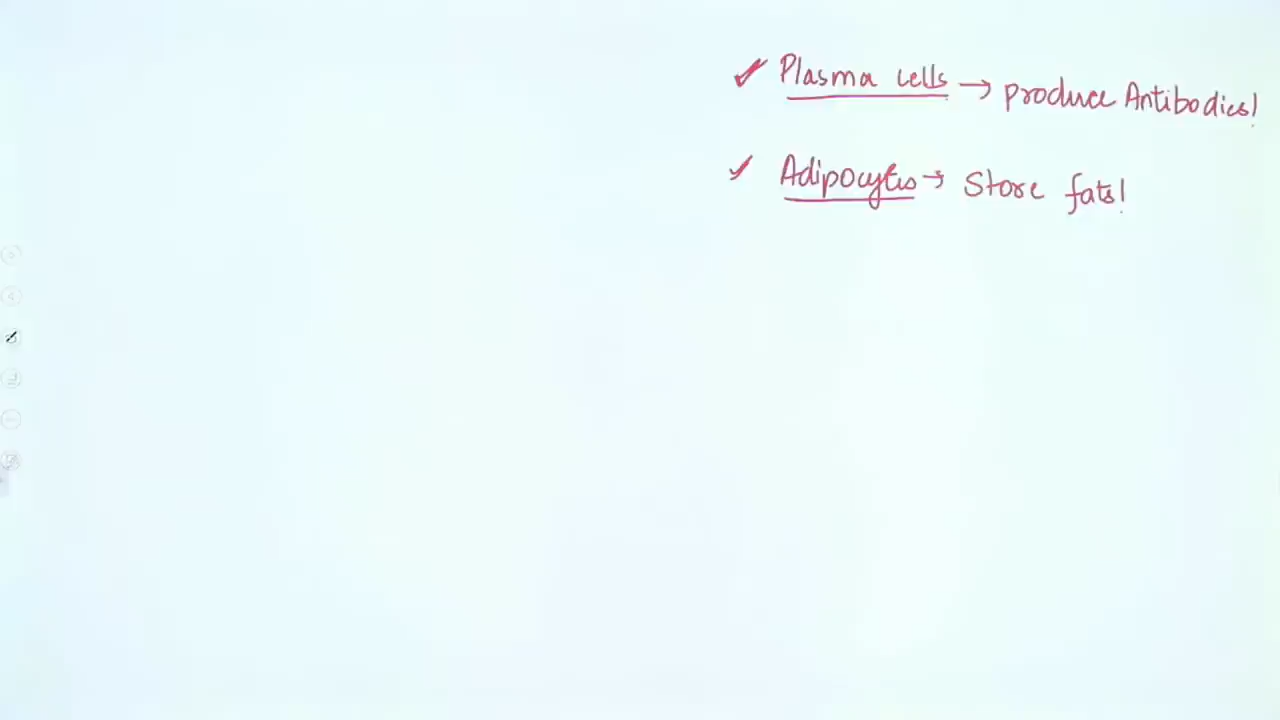 ✓ Plasma cells → produce Antibodies!
✓ Adipocytes → Store fats!